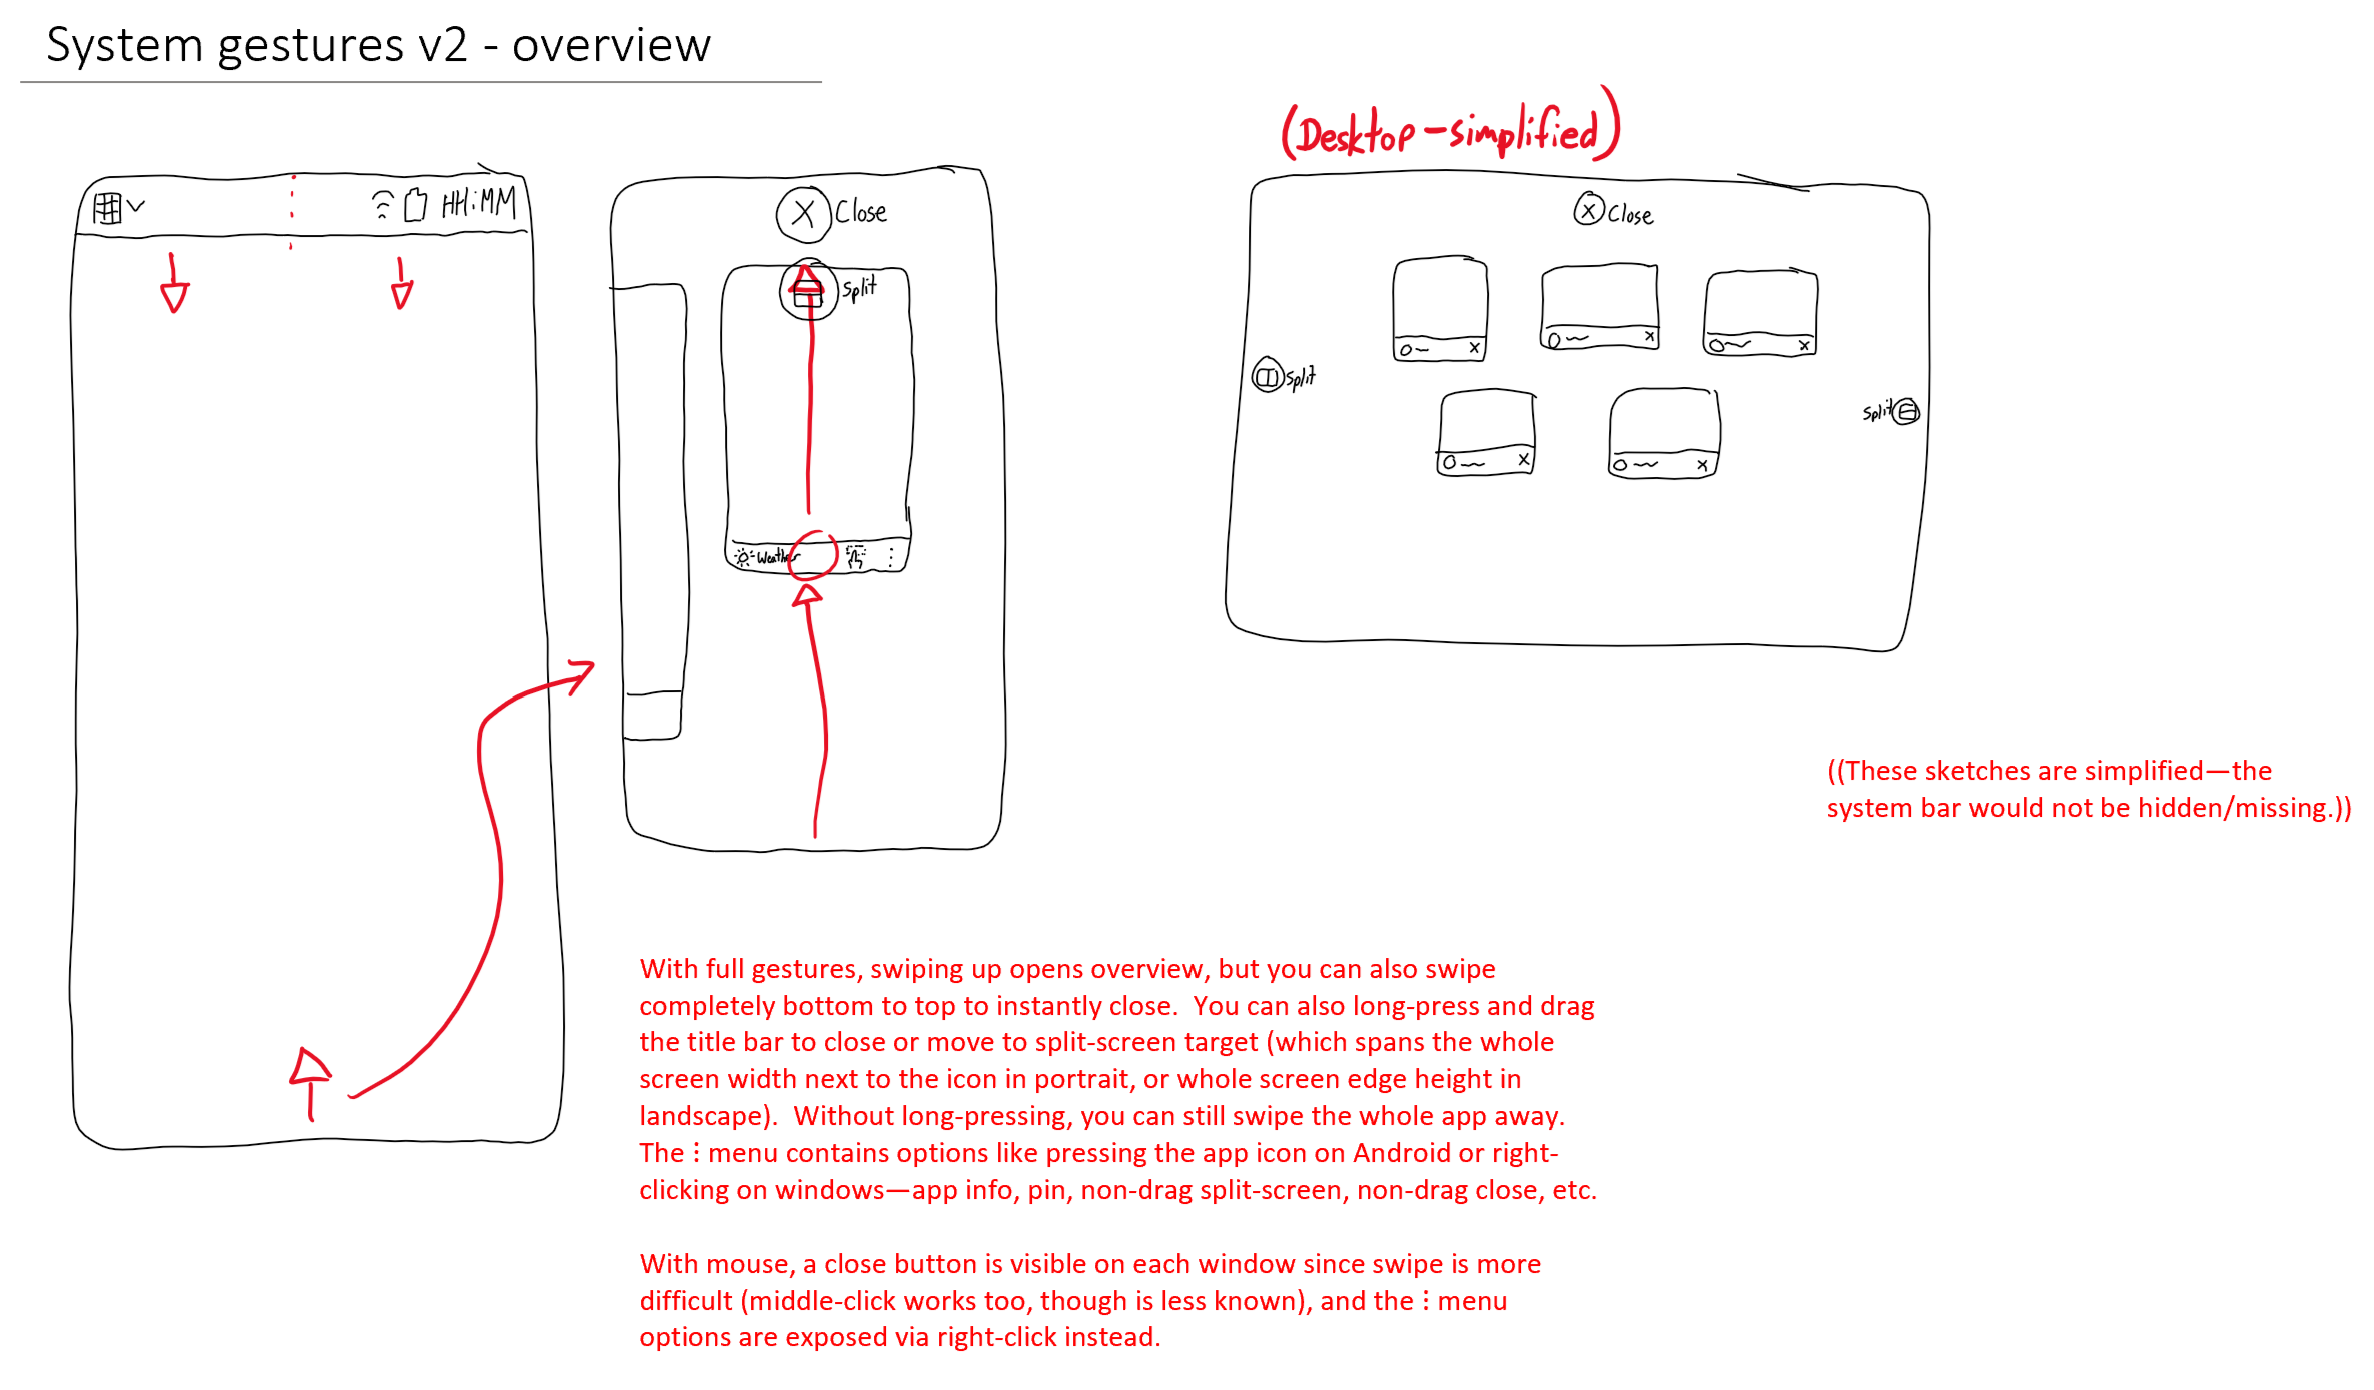 System gestures v2 - overview
(Desktop-simplified)
HH:MM
X Close
Split
Weather
X Close
X
X
X
Split
Split
X
X
((These sketches are simplified—the
system bar would not be hidden/missing.))
With full gestures, swiping up opens overview, but you can also swipe
completely bottom to top to instantly close.  You can also long-press and drag
the title bar to close or move to split-screen target (which spans the whole
screen width next to the icon in portrait, or whole screen edge height in
landscape).  Without long-pressing, you can still swipe the whole app away.
The ⋮ menu contains options like pressing the app icon on Android or right-
clicking on windows—app info, pin, non-drag split-screen, non-drag close, etc.
With mouse, a close button is visible on each window since swipe is more
difficult (middle-click works too, though is less known), and the ⋮ menu
options are exposed via right-click instead.